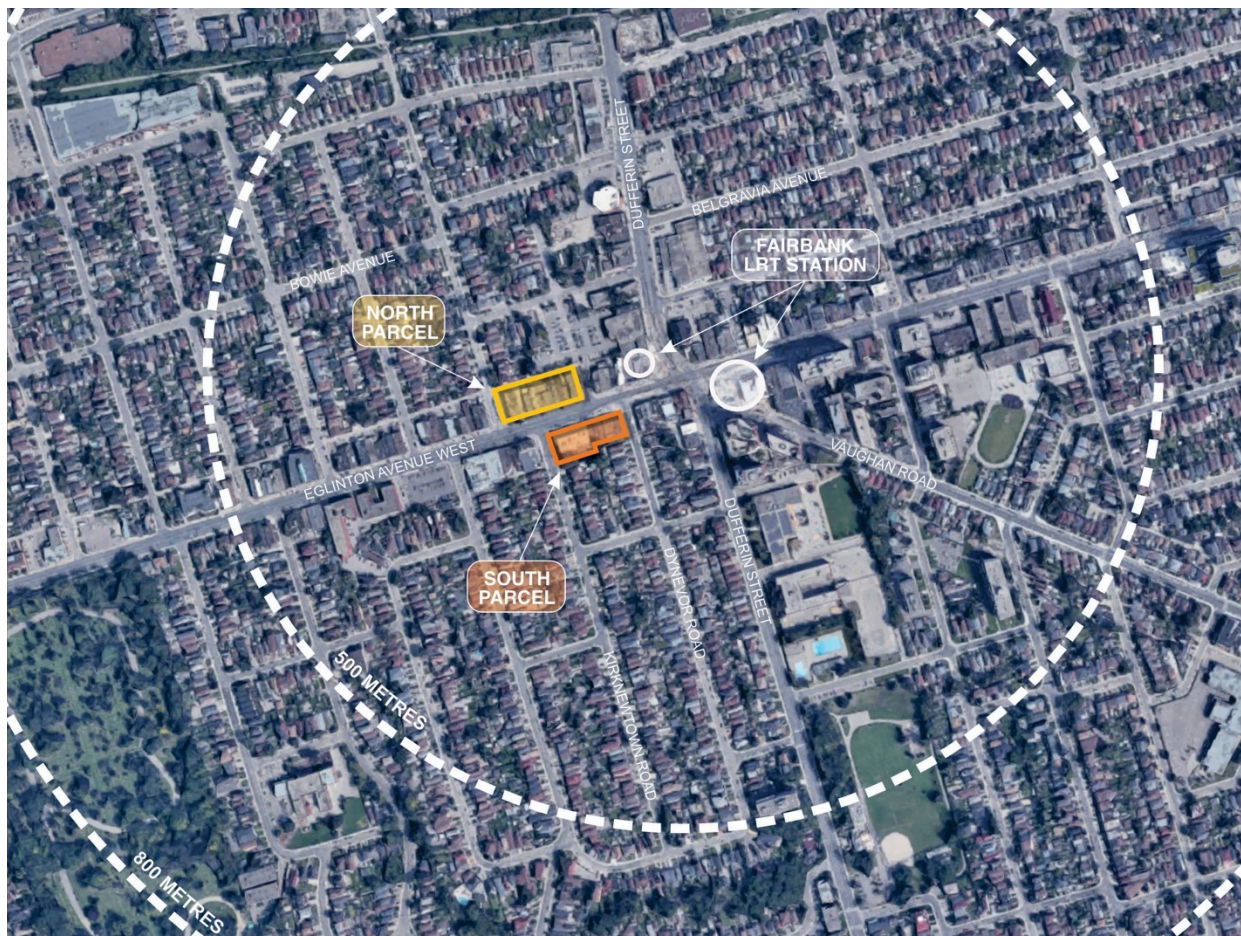 DUFFERIN STREET
BELGRAVIA AVENUE
FAIRBANK
LRT STATION
BOWIE AVENUE
NORTH
PARCEL
EGLINTON AVENUE WEST
VAUGHAN ROAD
SOUTH
PARCEL
DYNEVOR ROAD
DUFFERIN STREET
KIRKNEWTOWN ROAD
500 METRES
800 METRES